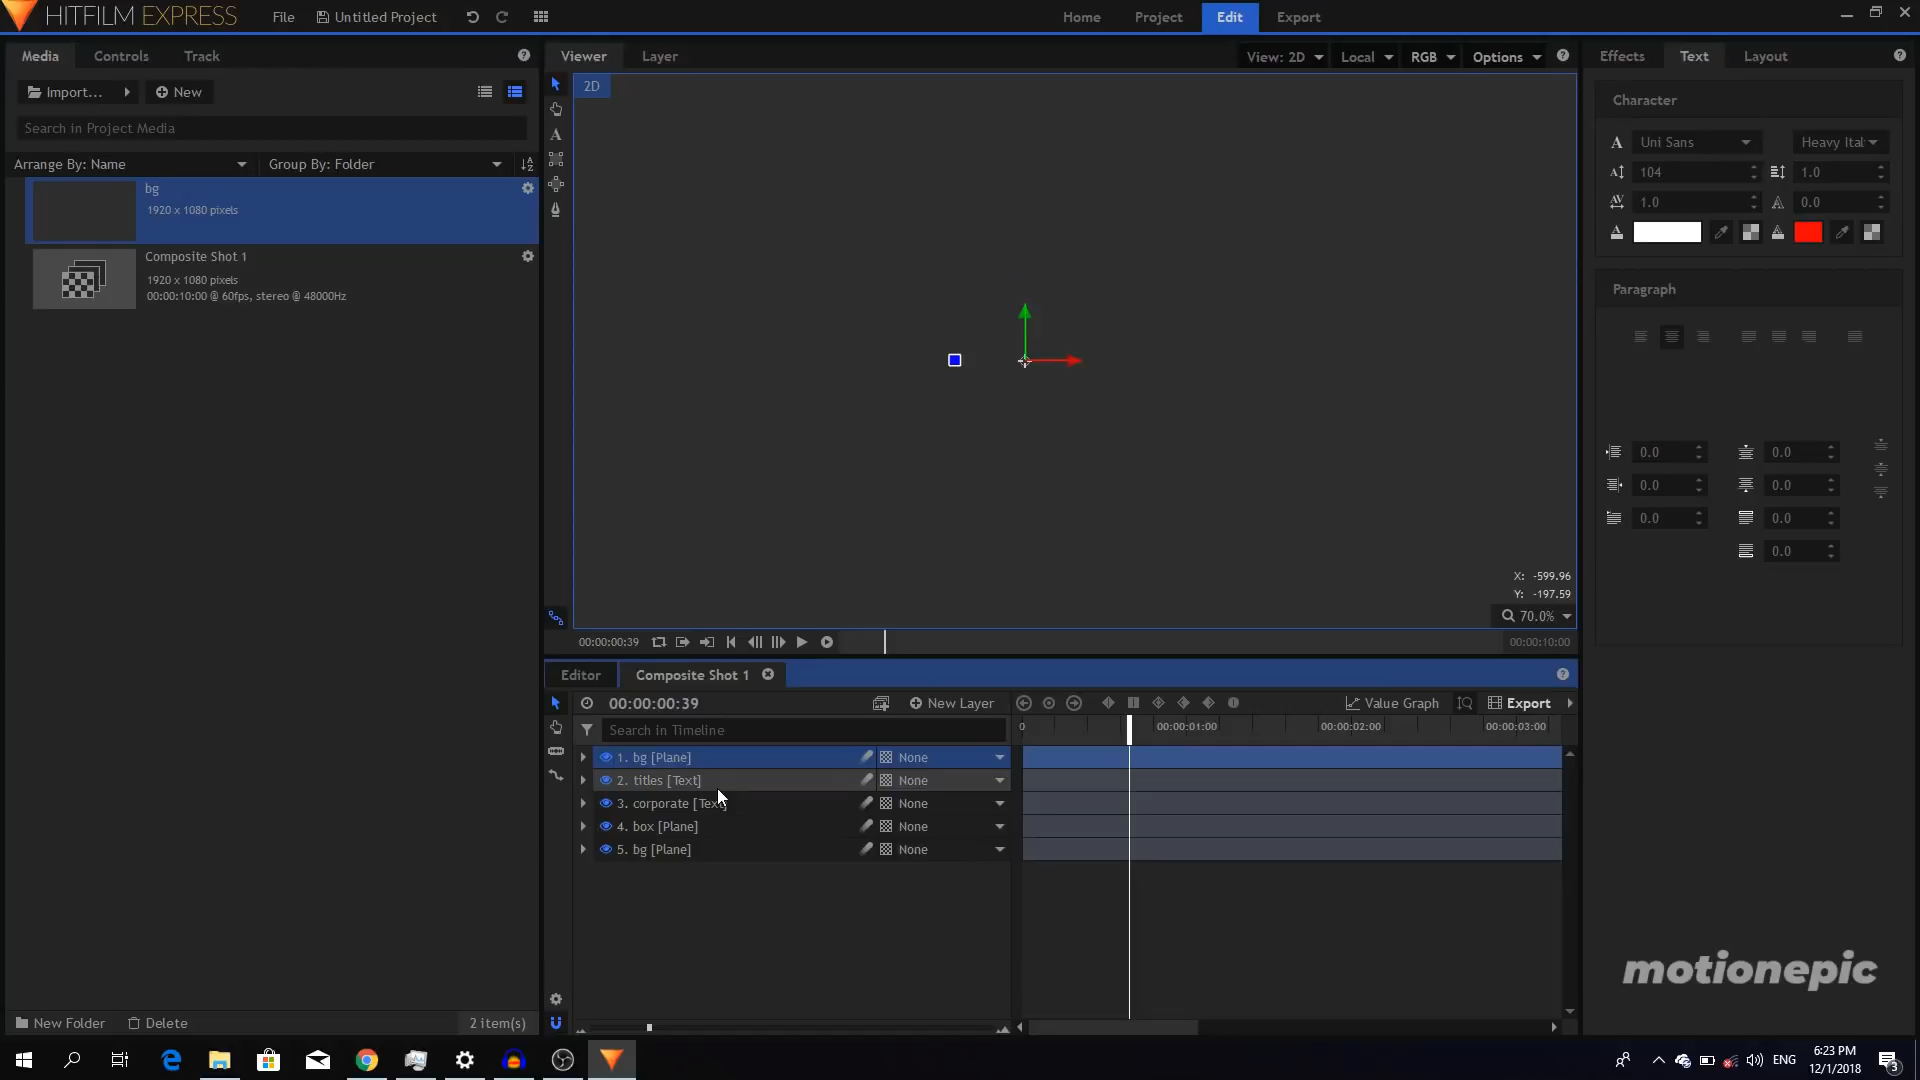 HITFILM EXPRESS
File
Untitled Project
Home
Project
Edit
Export
Media
Controls
Track
Viewer
Layer
View: 2D
Local
RGB
Options
Effects
Text
Layout
Import...
New
2D
Character
Search in Project Media
Uni Sans
Heavy Ital
Arrange By: Name
Group By: Folder
104
1.0
1.0
0.0
bg
1920 x 1080 pixels
Composite Shot 1
1920 x 1080 pixels
00:00:10:00 @ 60fps, stereo @ 48000Hz
Paragraph
0.0
0.0
0.0
0.0
0.0
0.0
0.0
X: -599.96
Y: -197.59
70.0%
00:00:00:39
00:00:10:00
Editor
Composite Shot 1
00:00:00:39
New Layer
Value Graph
Export
Search in Timeline
0
00:00:01:00
00:00:02:00
00:00:03:00
1. bg [Plane]
None
2. titles [Text]
None
3. corporate [Text]
None
4. box [Plane]
None
5. bg [Plane]
None
motionepic
New Folder
Delete
2 item(s)
ENG
6:23 PM
12/1/2018
3